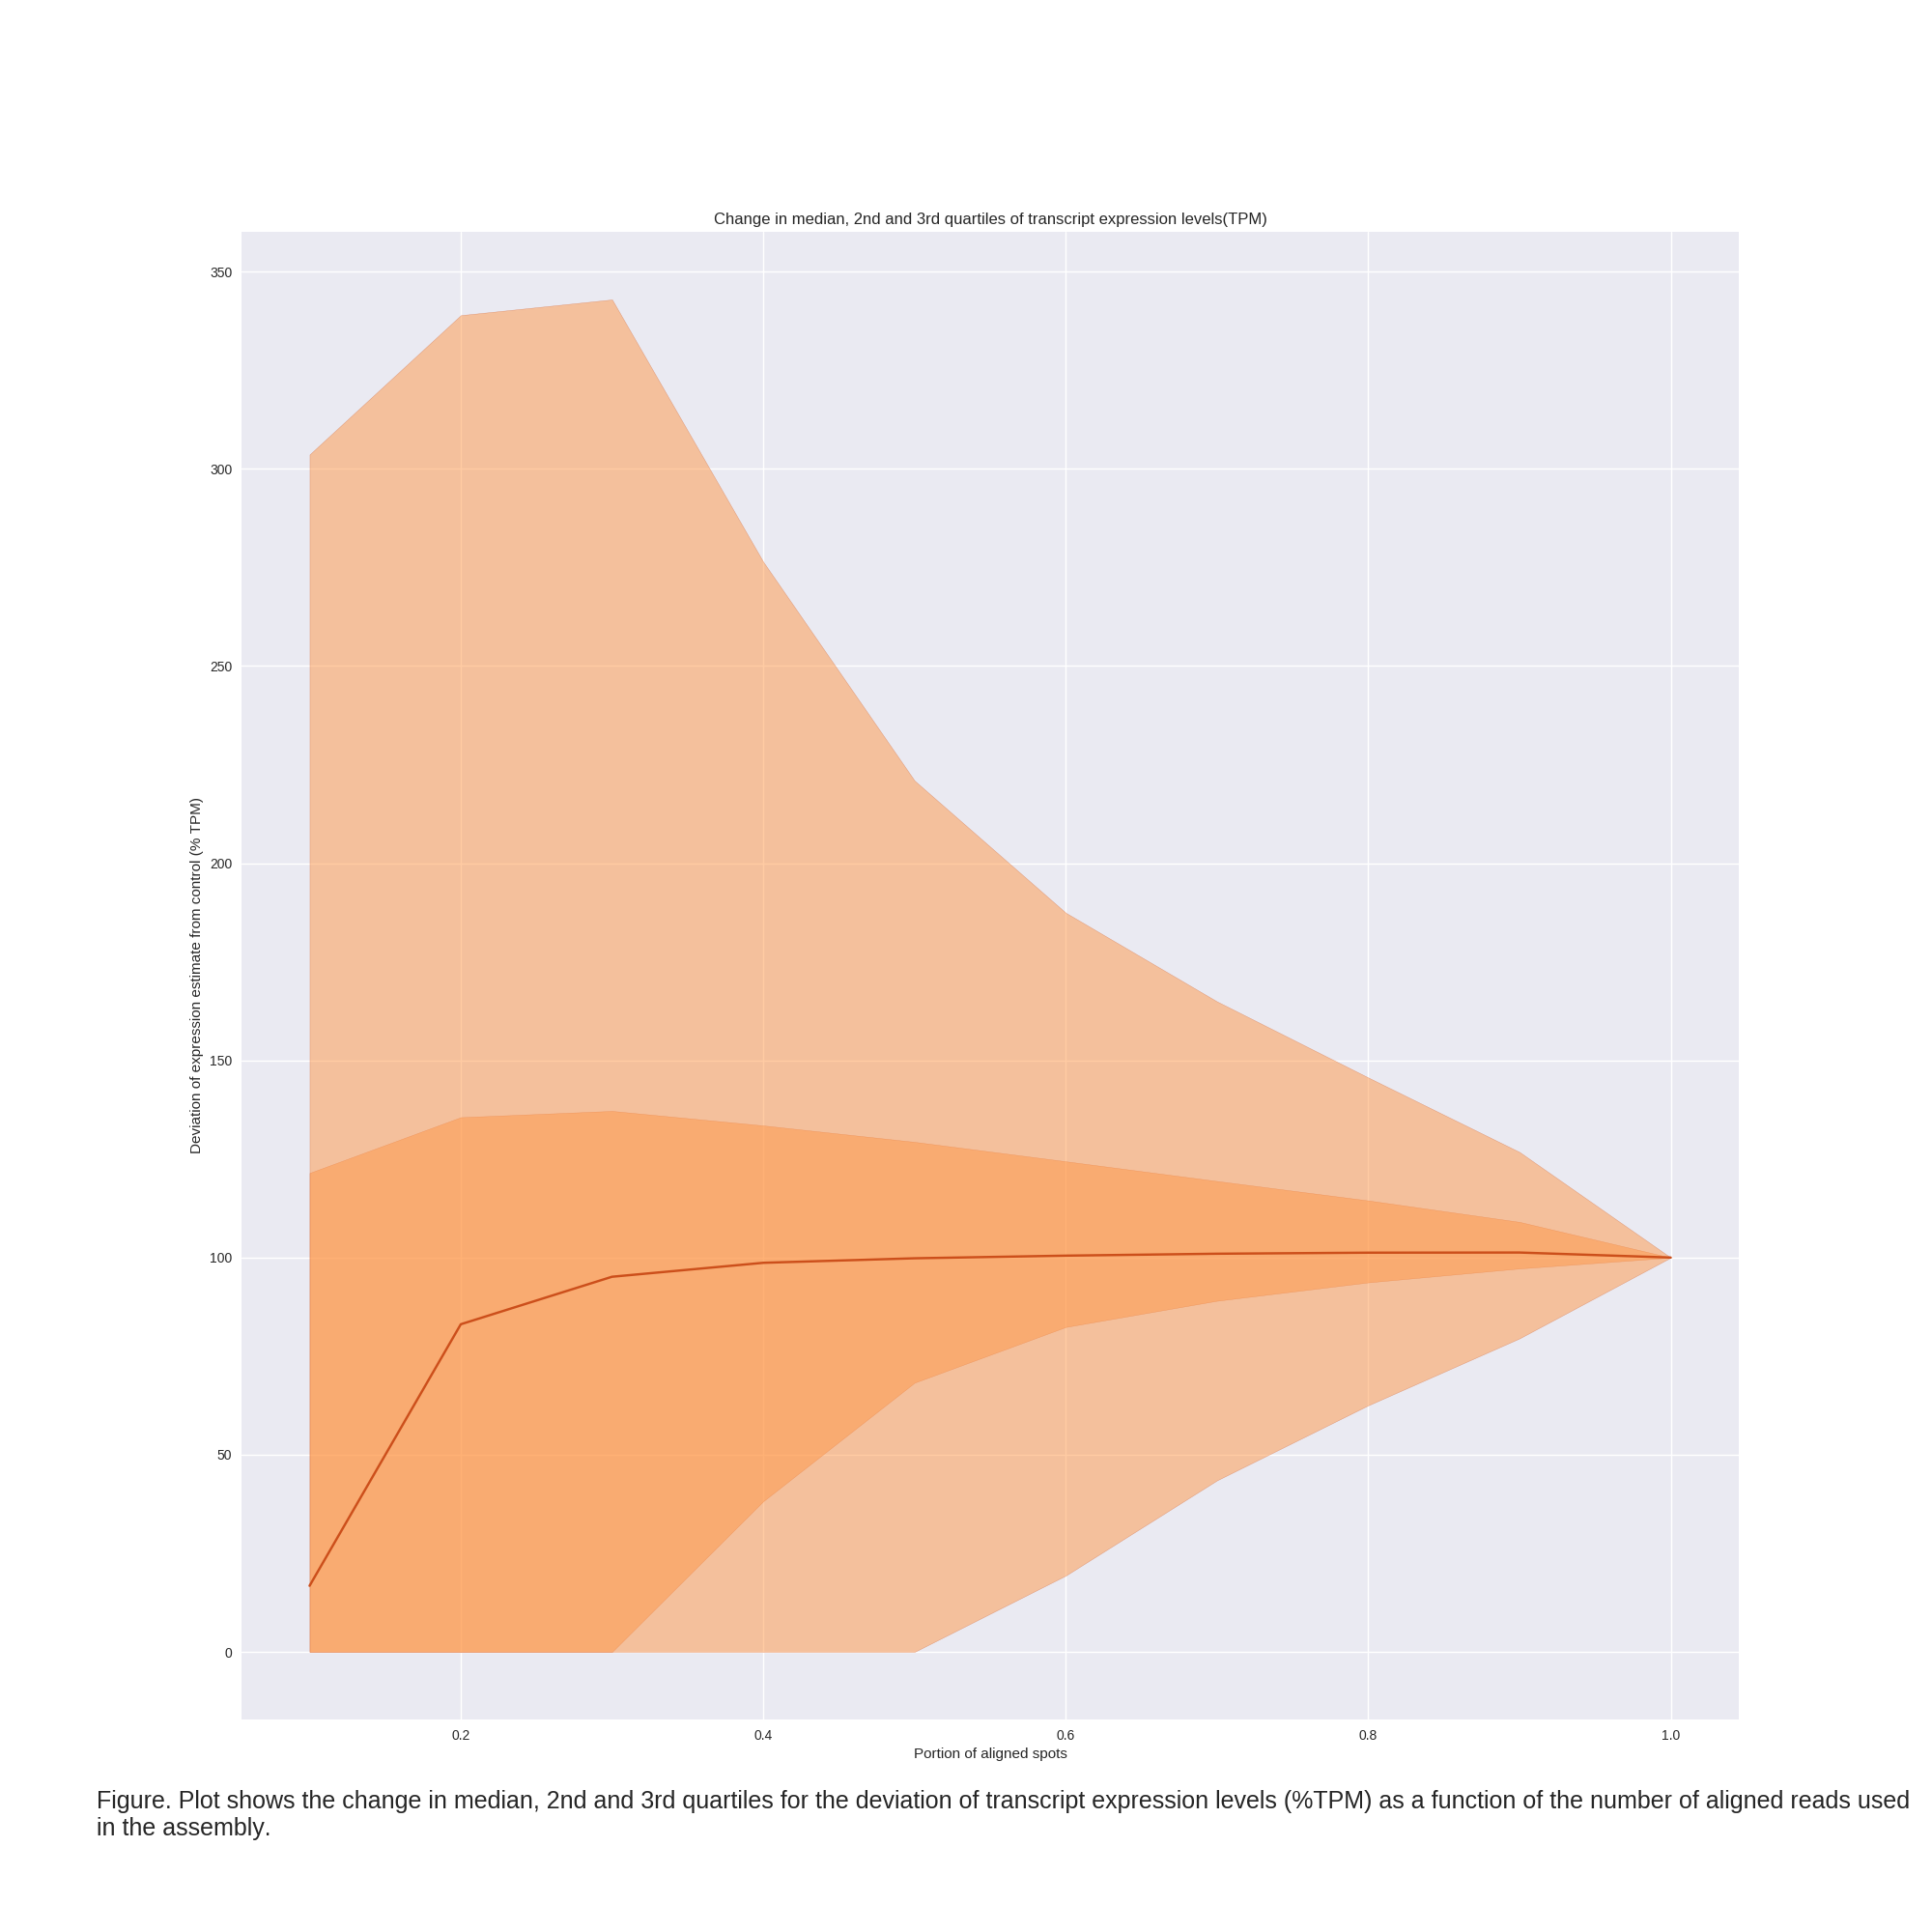 Change in median, 2nd and 3rd quartiles of transcript expression levels(TPM)
350
300
250
200
150
100
50
0
Deviation of expression estimate from control (% TPM)
0.2 0.4 0.6 0.8 1.0
Portion of aligned spots
Figure. Plot shows the change in median, 2nd and 3rd quartiles for the deviation of transcript expression levels (%TPM) as a function of the number of aligned reads used
in the assembly.